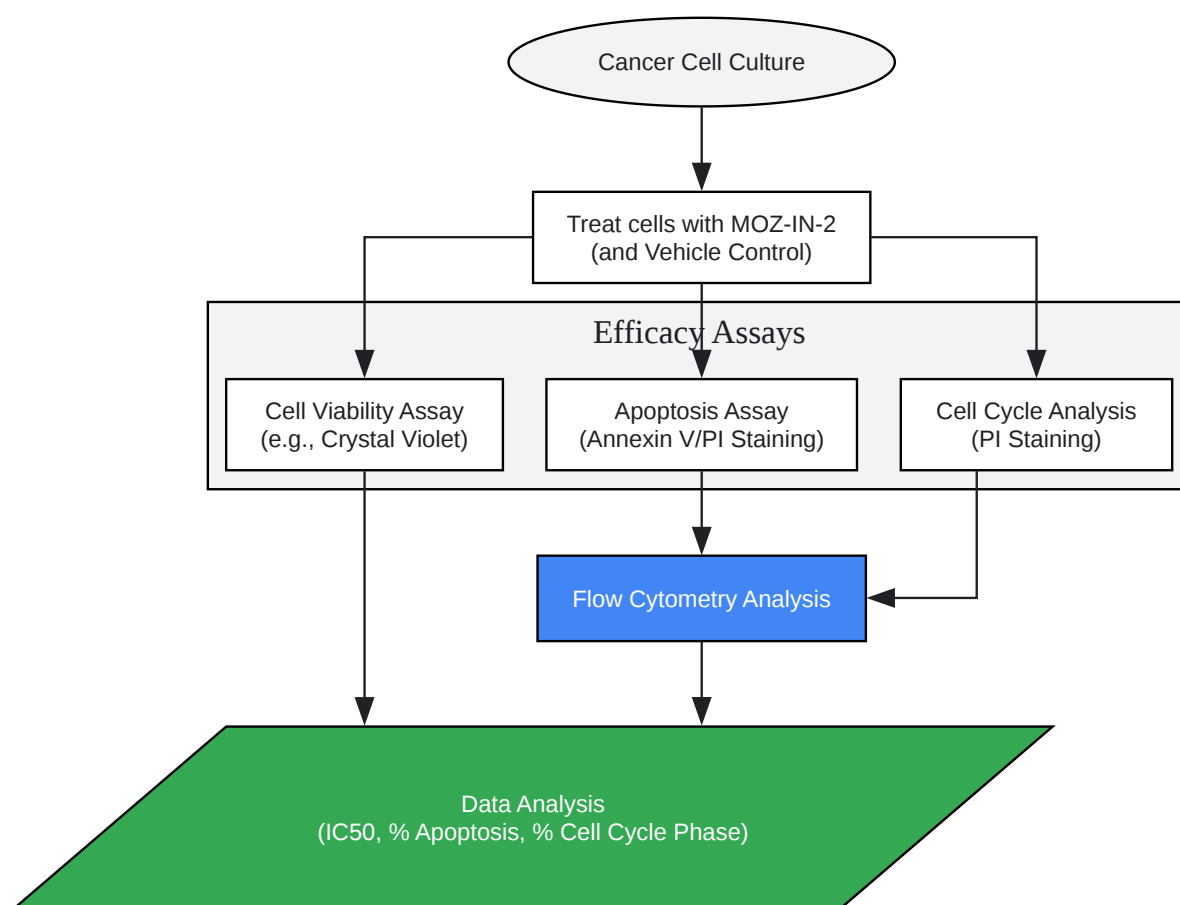 Cancer Cell Culture
Treat cells with MOZ-IN-2
(and Vehicle Control)
Efficacy Assays
Cell Viability Assay
(e.g., Crystal Violet)
Apoptosis Assay
(Annexin V/PI Staining)
Cell Cycle Analysis
(PI Staining)
Flow Cytometry Analysis
Data Analysis
(IC50, % Apoptosis, % Cell Cycle Phase)